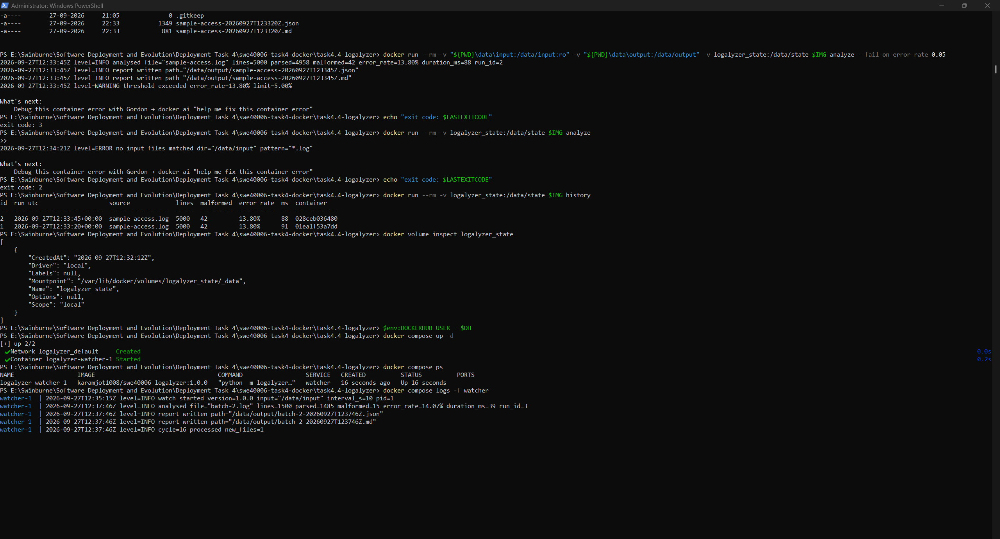 Administrator: Windows PowerShell
-a----        27-09-2026     21:05              0 .gitkeep
-a----        27-09-2026     22:33           1349 sample-access-20260927T123320Z.json
-a----        27-09-2026     22:33            881 sample-access-20260927T123320Z.md
PS E:\Swinburne\Software Deployment and Evolution\Deployment Task 4\swe40006-task4-docker\task4.4-logalyzer> docker run --rm -v "${PWD}\data\input:/data/input:ro" -v "${PWD}\data\output:/data/output" -v logalyzer_state:/data/state $IMG analyze --fail-on-error-rate 0.05
2026-09-27T12:33:45Z level=INFO analysed file="sample-access.log" lines=5000 parsed=4958 malformed=42 error_rate=13.80% duration_ms=88 run_id=2
2026-09-27T12:33:45Z level=INFO report written path="/data/output/sample-access-20260927T123345Z.json"
2026-09-27T12:33:45Z level=INFO report written path="/data/output/sample-access-20260927T123345Z.md"
2026-09-27T12:33:45Z level=WARNING threshold exceeded error_rate=13.80% limit=5.00%
What's next:
    Debug this container error with Gordon → docker ai "help me fix this container error"
PS E:\Swinburne\Software Deployment and Evolution\Deployment Task 4\swe40006-task4-docker\task4.4-logalyzer> echo "exit code: $LASTEXITCODE"
exit code: 3
PS E:\Swinburne\Software Deployment and Evolution\Deployment Task 4\swe40006-task4-docker\task4.4-logalyzer> docker run --rm -v logalyzer_state:/data/state $IMG analyze
>>
2026-09-27T12:34:21Z level=ERROR no input files matched dir="/data/input" pattern="*.log"
What's next:
    Debug this container error with Gordon → docker ai "help me fix this container error"
PS E:\Swinburne\Software Deployment and Evolution\Deployment Task 4\swe40006-task4-docker\task4.4-logalyzer> echo "exit code: $LASTEXITCODE"
exit code: 2
PS E:\Swinburne\Software Deployment and Evolution\Deployment Task 4\swe40006-task4-docker\task4.4-logalyzer> docker run --rm -v logalyzer_state:/data/state $IMG history
id  run_utc                    source             lines  malformed  error_rate  ms  container
--  -------------------------  -----------------  -----  ---------  ----------  --  ------------
2   2026-09-27T12:33:45+00:00  sample-access.log  5000   42         13.80%      88  028ceb036480
1   2026-09-27T12:33:20+00:00  sample-access.log  5000   42         13.80%      91  01ea1f53a7dd
PS E:\Swinburne\Software Deployment and Evolution\Deployment Task 4\swe40006-task4-docker\task4.4-logalyzer> docker volume inspect logalyzer_state
[
    {
        "CreatedAt": "2026-09-27T12:32:12Z",
        "Driver": "local",
        "Labels": null,
        "Mountpoint": "/var/lib/docker/volumes/logalyzer_state/_data",
        "Name": "logalyzer_state",
        "Options": null,
        "Scope": "local"
    }
]
PS E:\Swinburne\Software Deployment and Evolution\Deployment Task 4\swe40006-task4-docker\task4.4-logalyzer> $env:DOCKERHUB_USER = $DH
PS E:\Swinburne\Software Deployment and Evolution\Deployment Task 4\swe40006-task4-docker\task4.4-logalyzer> docker compose up -d
[+] up 2/2
 ✔Network logalyzer_default     Created 0.0s
 ✔Container logalyzer-watcher-1 Started 0.2s
PS E:\Swinburne\Software Deployment and Evolution\Deployment Task 4\swe40006-task4-docker\task4.4-logalyzer> docker compose ps
NAME                  IMAGE                                   COMMAND                  SERVICE   CREATED          STATUS          PORTS
logalyzer-watcher-1   karamjot1008/swe40006-logalyzer:1.0.0   "python -m logalyzer…"   watcher   16 seconds ago   Up 16 seconds
PS E:\Swinburne\Software Deployment and Evolution\Deployment Task 4\swe40006-task4-docker\task4.4-logalyzer> docker compose logs -f watcher
watcher-1  | 2026-09-27T12:35:15Z level=INFO watch started version=1.0.0 input="/data/input" interval_s=10 pid=1
watcher-1  | 2026-09-27T12:37:46Z level=INFO analysed file="batch-2.log" lines=1500 parsed=1485 malformed=15 error_rate=14.07% duration_ms=39 run_id=3
watcher-1  | 2026-09-27T12:37:46Z level=INFO report written path="/data/output/batch-2-20260927T123746Z.json"
watcher-1  | 2026-09-27T12:37:46Z level=INFO report written path="/data/output/batch-2-20260927T123746Z.md"
watcher-1  | 2026-09-27T12:37:46Z level=INFO cycle=16 processed new_files=1